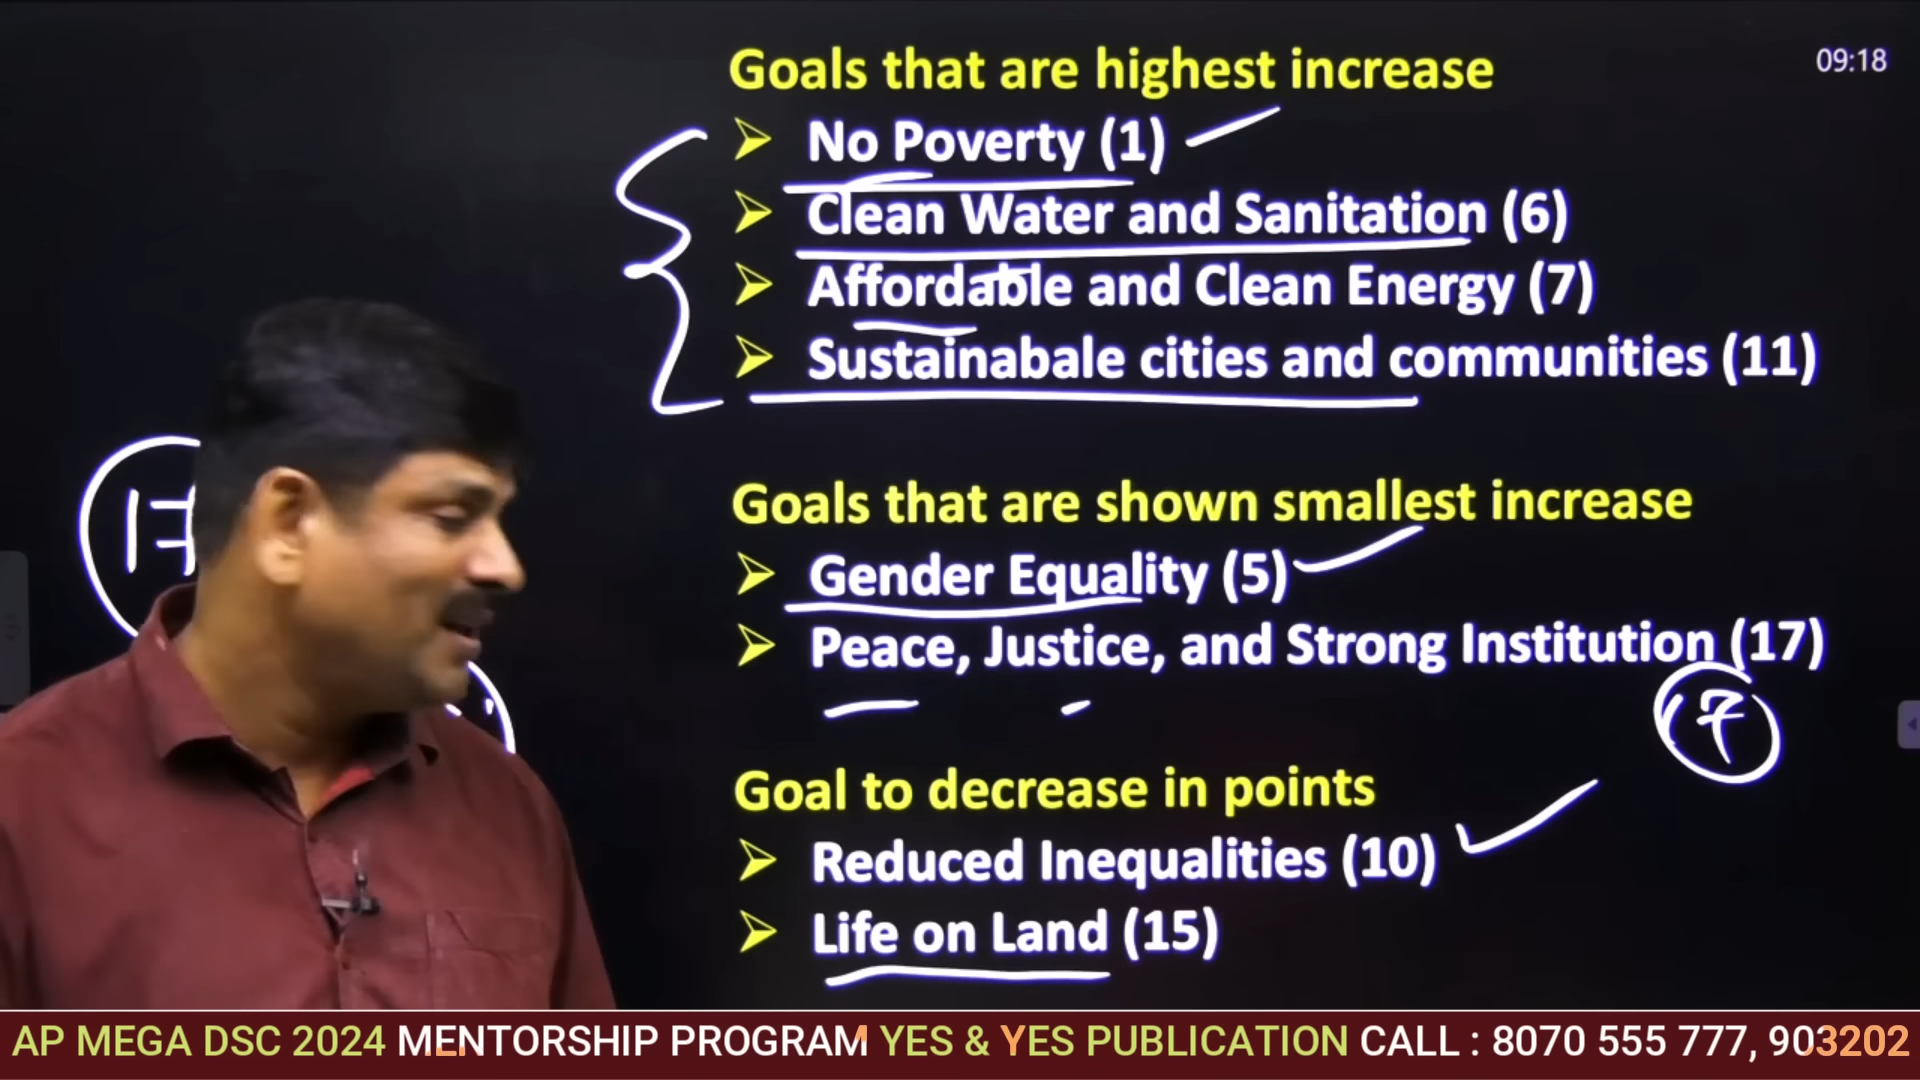 Goals that are highest increase
09:18
➤ No Poverty (1)
➤ Clean Water and Sanitation (6)
➤ Affordable and Clean Energy (7)
➤ Sustainabale cities and communities (11)
Goals that are shown smallest increase
➤ Gender Equality (5)
➤ Peace, Justice, and Strong Institution (17)
Goal to decrease in points
➤ Reduced Inequalities (10)
➤ Life on Land (15)
AP MEGA DSC 2024 MENTORSHIP PROGRAM YES & YES PUBLICATION CALL : 8070 555 777, 903202